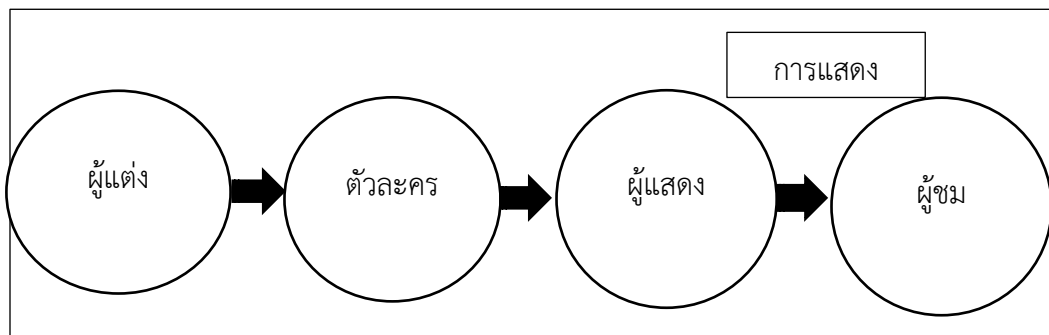 การแสดง
ผู้แต่ง
ตัวละคร
ผู้แสดง
ผู้ชม